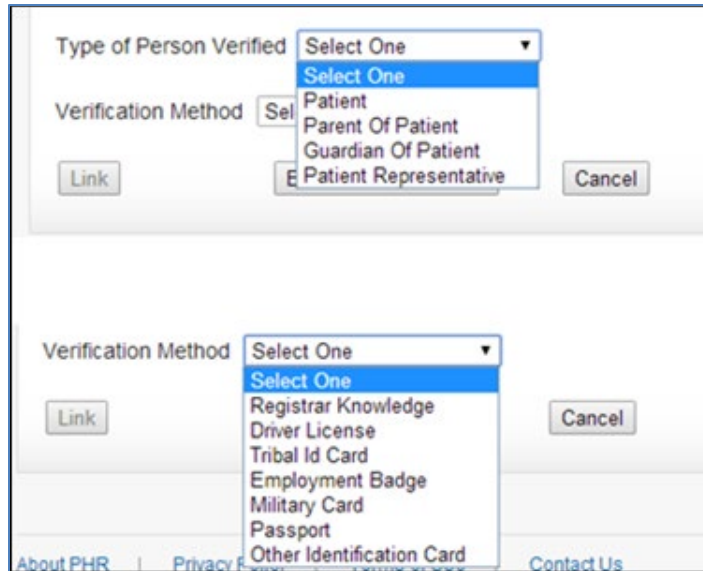 Type of Person Verified Select One
Select One
Patient
Verification Method Sel
Parent Of Patient
Guardian Of Patient
Link E Patient Representative Cancel
Verification Method Select One
Select One
Registrar Knowledge
Link Driver License Cancel
Tribal Id Card
Employment Badge
Military Card
Passport
Other Identification Card
About PHR | Privacy Contact Us